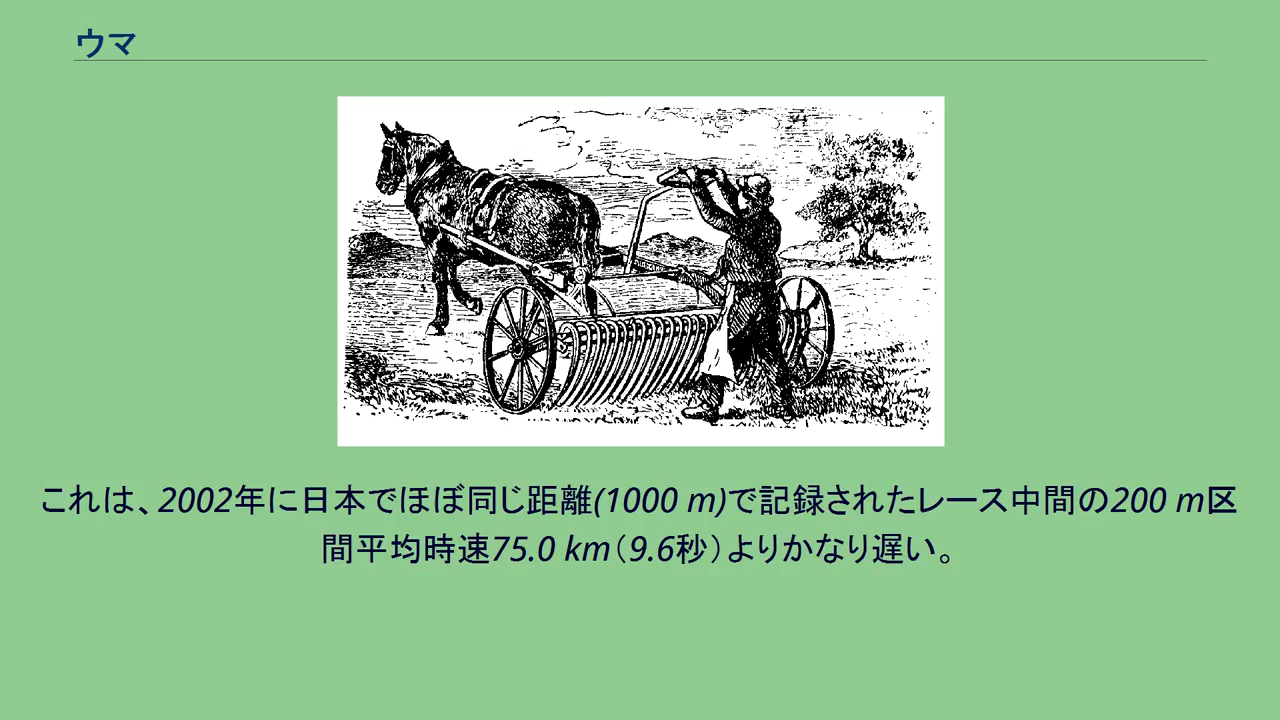 ウマ
これは、2002年に日本でほぼ同じ距離(1000 m)で記録されたレース中間の200 m区
間平均時速75.0 km（9.6秒）よりかなり遅い。